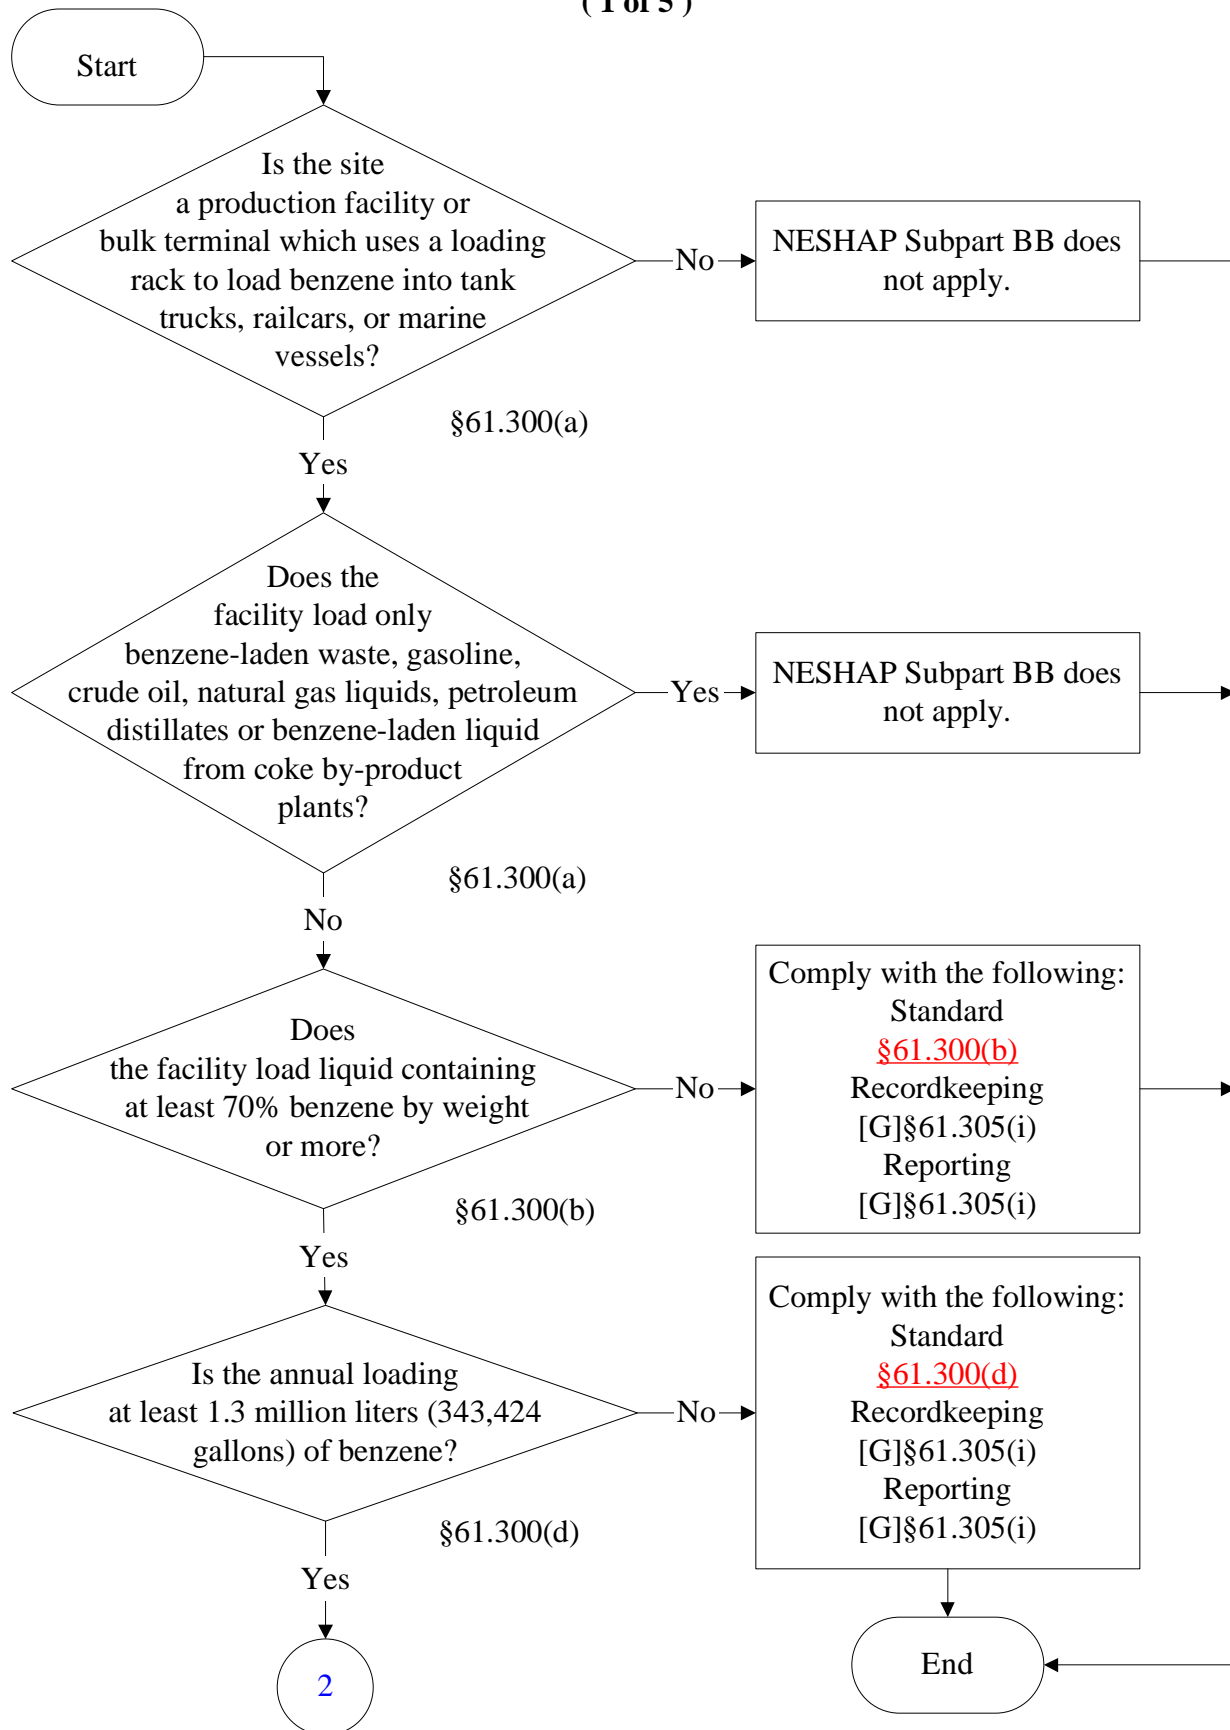 ( 1 of 5 )
Start
Is the site
a production facility or
bulk terminal which uses a loading
rack to load benzene into tank
trucks, railcars, or marine
vessels?
No
NESHAP Subpart BB does
not apply.
§61.300(a)
Yes
Does the
facility load only
benzene-laden waste, gasoline,
crude oil, natural gas liquids, petroleum
distillates or benzene-laden liquid
from coke by-product
plants?
Yes
NESHAP Subpart BB does
not apply.
§61.300(a)
No
Does
the facility load liquid containing
at least 70% benzene by weight
or more?
No
Comply with the following:
Standard
§61.300(b)
Recordkeeping
[G]§61.305(i)
Reporting
[G]§61.305(i)
§61.300(b)
Yes
Is the annual loading
at least 1.3 million liters (343,424
gallons) of benzene?
No
Comply with the following:
Standard
§61.300(d)
Recordkeeping
[G]§61.305(i)
Reporting
[G]§61.305(i)
§61.300(d)
Yes
2
End